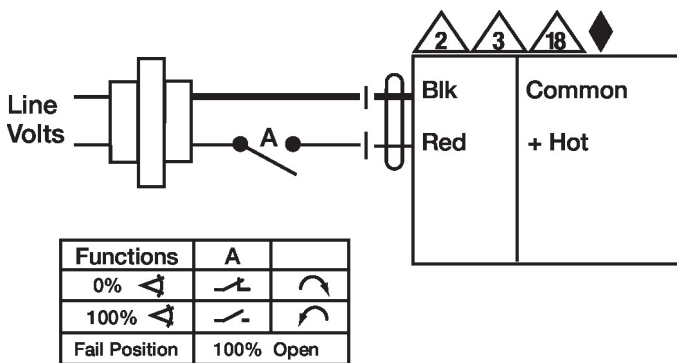 2 3 18
Line Volts
Blk Common
A
Red + Hot
Functions A
0%
100%
Fail Position 100% Open